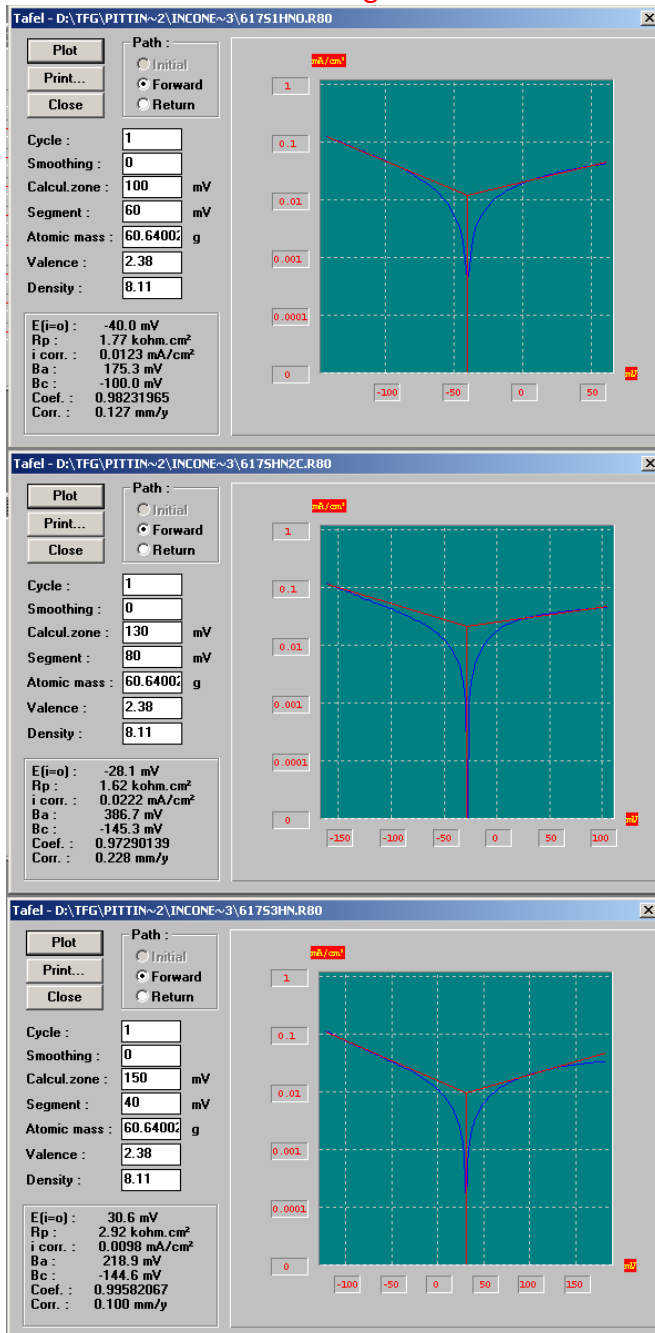 Tafel - D:\TFG\PITTIN~2\INCONE~3\617S1HNO.R80
Plot
Print...
Close
Path :
Initial
Forward
Return
Cycle : 1
Smoothing : 0
Calcul.zone : 100 mV
Segment : 60 mV
Atomic mass : 60.64002 g
Valence : 2.38
Density : 8.11
E(i=o) : -40.0 mV
Rp : 1.77 kohm.cm²
i corr. : 0.0123 mA/cm²
Ba : 175.3 mV
Bc : -100.0 mV
Coef. : 0.98231965
Corr. : 0.127 mm/y
mA/cm²
1
0.1
0.01
0.001
0.0001
0
-100 -50 0 50
mV
Tafel - D:\TFG\PITTIN~2\INCONE~3\617SHN2C.R80
Plot
Print...
Close
Path :
Initial
Forward
Return
Cycle : 1
Smoothing : 0
Calcul.zone : 130 mV
Segment : 80 mV
Atomic mass : 60.64002 g
Valence : 2.38
Density : 8.11
E(i=o) : -28.1 mV
Rp : 1.62 kohm.cm²
i corr. : 0.0222 mA/cm²
Ba : 386.7 mV
Bc : -145.3 mV
Coef. : 0.97290139
Corr. : 0.228 mm/y
mA/cm²
1
0.1
0.01
0.001
0.0001
0
-150 -100 -50 0 50 100
mV
Tafel - D:\TFG\PITTIN~2\INCONE~3\617S3HN.R80
Plot
Print...
Close
Path :
Initial
Forward
Return
Cycle : 1
Smoothing : 0
Calcul.zone : 150 mV
Segment : 40 mV
Atomic mass : 60.64002 g
Valence : 2.38
Density : 8.11
E(i=o) : 30.6 mV
Rp : 2.92 kohm.cm²
i corr. : 0.0098 mA/cm²
Ba : 218.9 mV
Bc : -144.6 mV
Coef. : 0.99582067
Corr. : 0.100 mm/y
mA/cm²
1
0.1
0.01
0.001
0.0001
0
-100 -50 0 50 100 150
mV